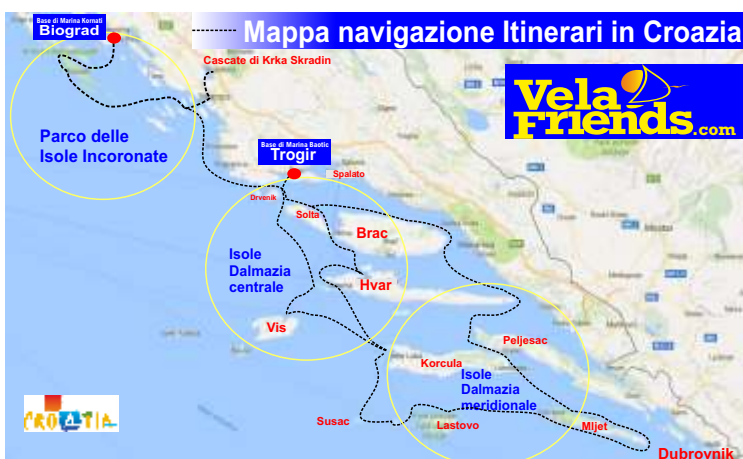 Base di Marina Kornati
Biograd
Mappa navigazione Itinerari in Croazia
Cascate di Krka Skradin
Vela
Friends.com
Parco delle
Isole Incoronate
Base di Marina Baotic
Trogir
Spalato
Drvenik
Solta
Brac
Isole
Dalmazia
centrale
Hvar
Vis
Peljesac
Korcula
Isole
Dalmazia
meridionale
CROATIA
Susac
Lastovo
Mljet
Dubrovnik